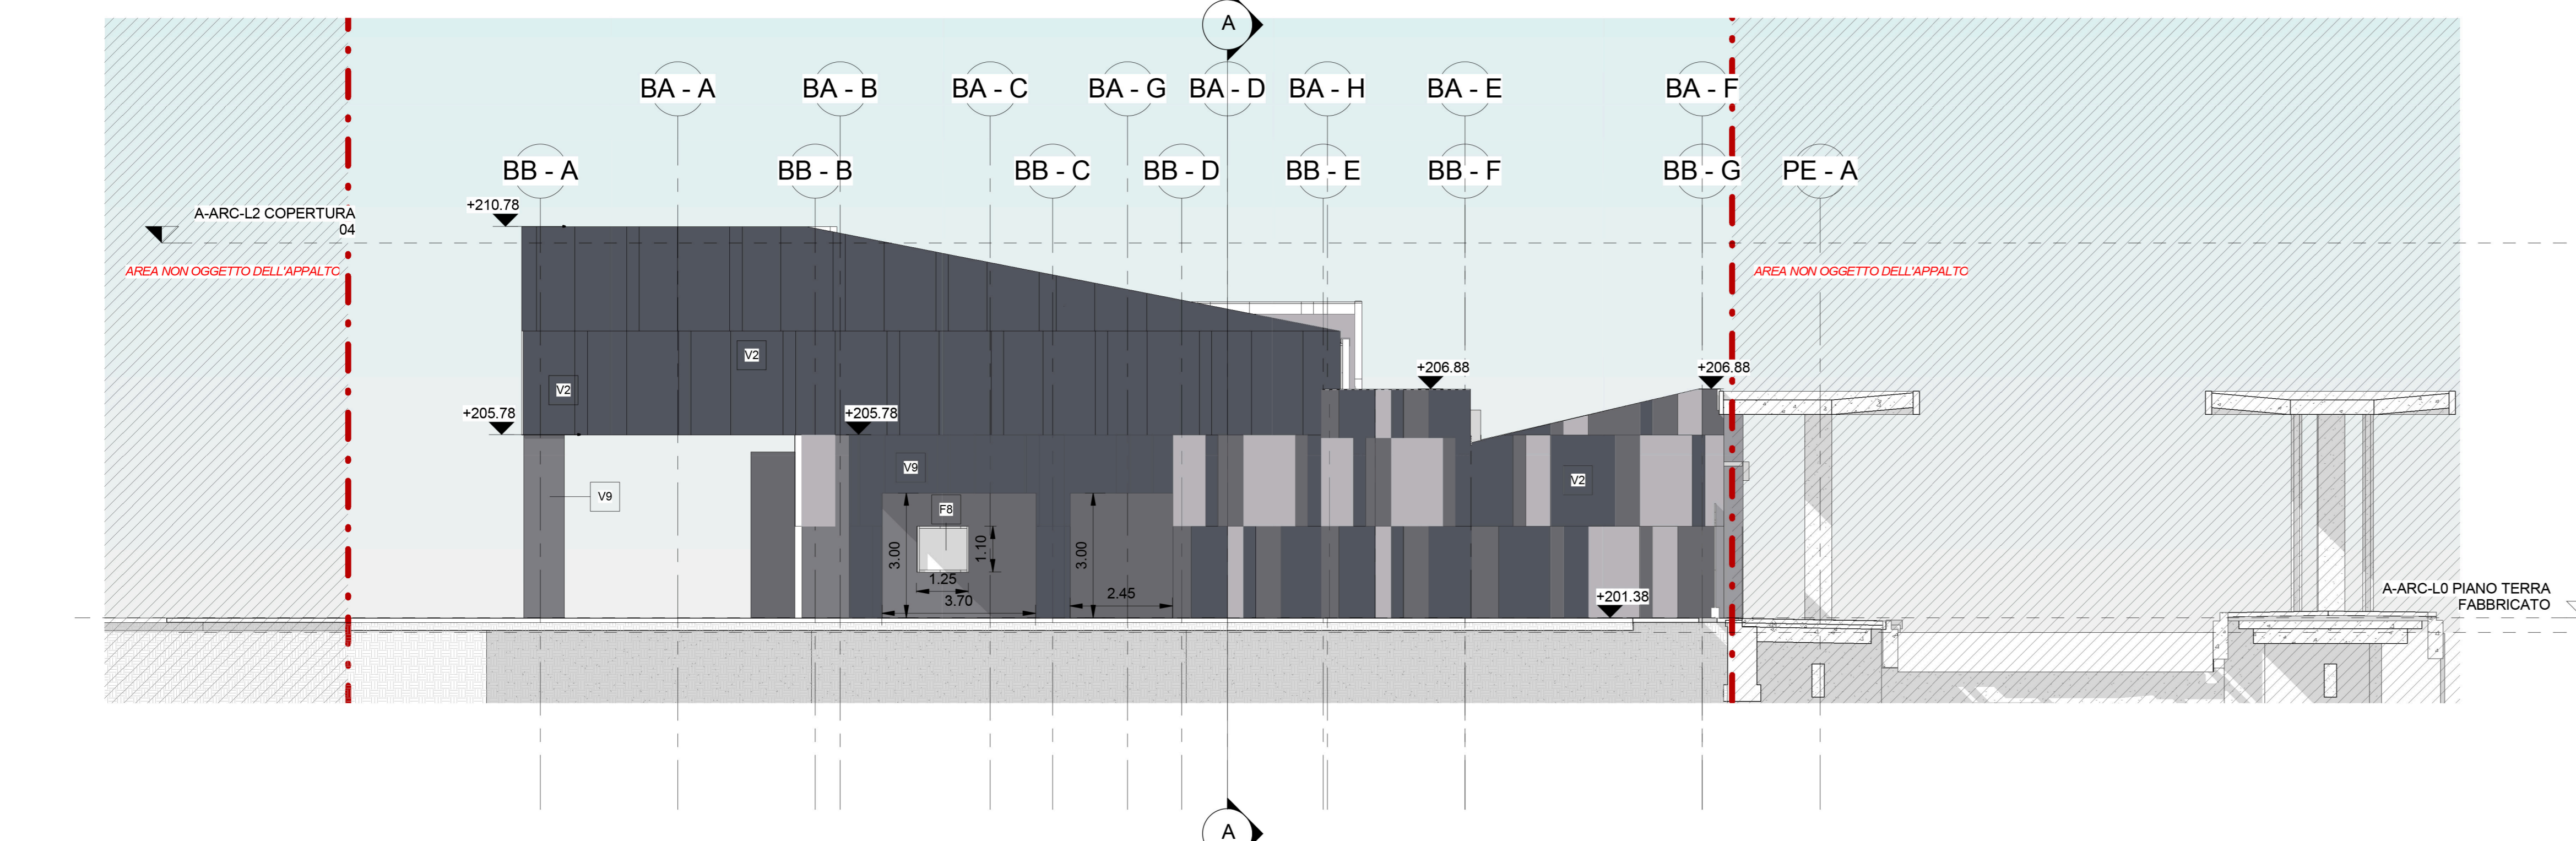 A
BA - A
BA - B
BA - C
BA - G
BA - D
BA - H
BA - E
BA - F
BB - A
BB - B
BB - C
BB - D
BB - E
BB - F
BB - G
PE - A
+210.78
A-ARC-L2 COPERTURA
04
AREA NON OGGETTO DELL'APPALTO
AREA NON OGGETTO DELL'APPALTO
V2
V2
+206.88
+206.88
+205.78
+205.78
V9
V2
V9
F8
3.00
1.10
3.00
1.25
3.70
2.45
+201.38
A-ARC-L0 PIANO TERRA
FABBRICATO
A